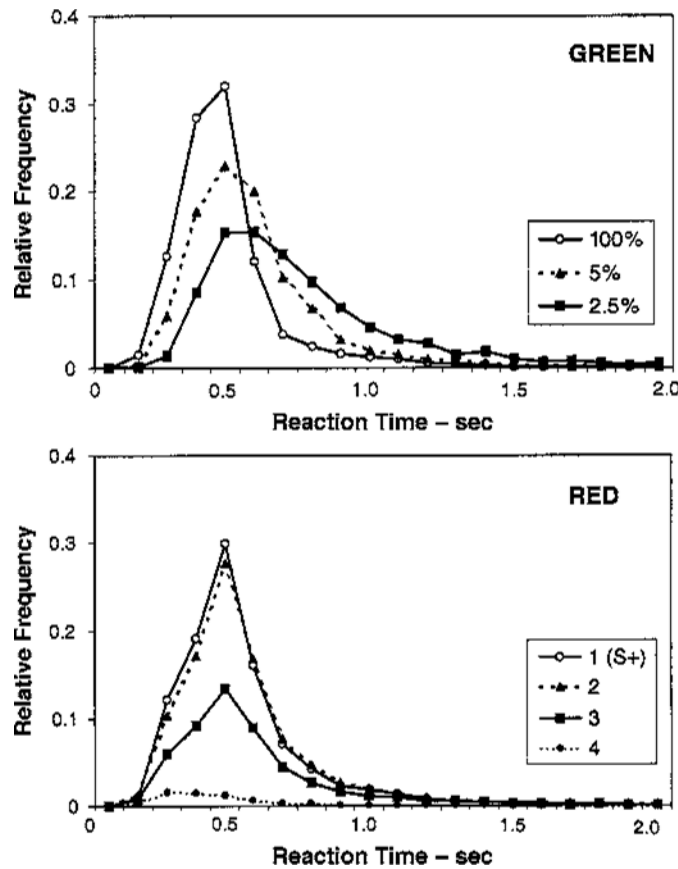 0.4
GREEN
0.3
0.2
0.1
0
Relative Frequency
100%
5%
2.5%
0 0.5 1.0 1.5 2.0
Reaction Time – sec
0.4
RED
0.3
0.2
0.1
0
Relative Frequency
1 (S+)
2
3
4
0 0.5 1.0 1.5 2.0
Reaction Time – sec